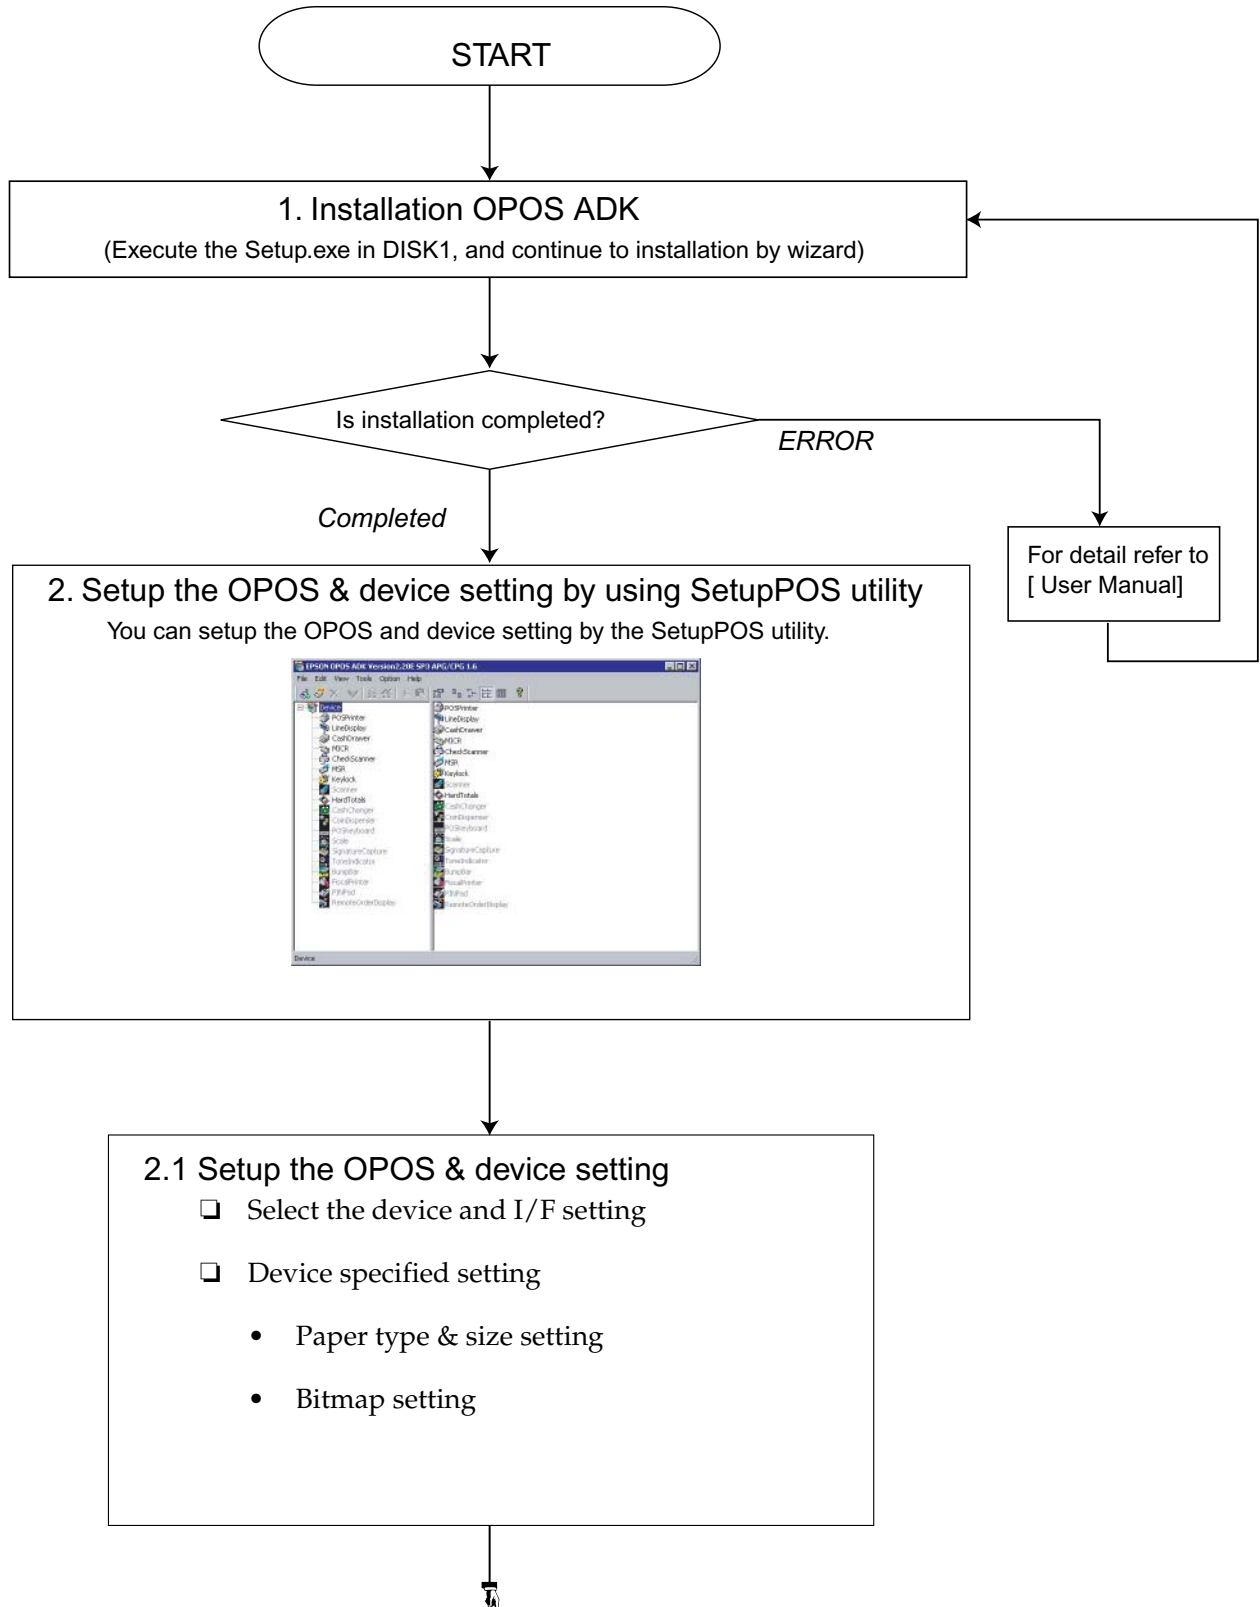 START
1. Installation OPOS ADK
(Execute the Setup.exe in DISK1, and continue to installation by wizard)
Is installation completed?
ERROR
Completed
For detail refer to
[ User Manual]
2. Setup the OPOS & device setting by using SetupPOS utility
You can setup the OPOS and device setting by the SetupPOS utility.
EPSON OPOS ADK Version2.20E SP3 APG/CPG 1.6
File Edit View Tools Option Help
Device
POSPrinter
LineDisplay
CashDrawer
MICR
CheckScanner
MSR
Keylock
Scanner
HardTotals
CashChanger
CoinDispenser
POSKeyboard
Scale
SignatureCapture
ToneIndicator
BumpBar
FiscalPrinter
PINPad
RemoteOrderDisplay
POSPrinter
LineDisplay
CashDrawer
MICR
CheckScanner
MSR
Keylock
Scanner
HardTotals
CashChanger
CoinDispenser
POSKeyboard
Scale
SignatureCapture
ToneIndicator
BumpBar
FiscalPrinter
PINPad
RemoteOrderDisplay
Device
2.1 Setup the OPOS & device setting
❏ Select the device and I/F setting
❏ Device specified setting
• Paper type & size setting
• Bitmap setting